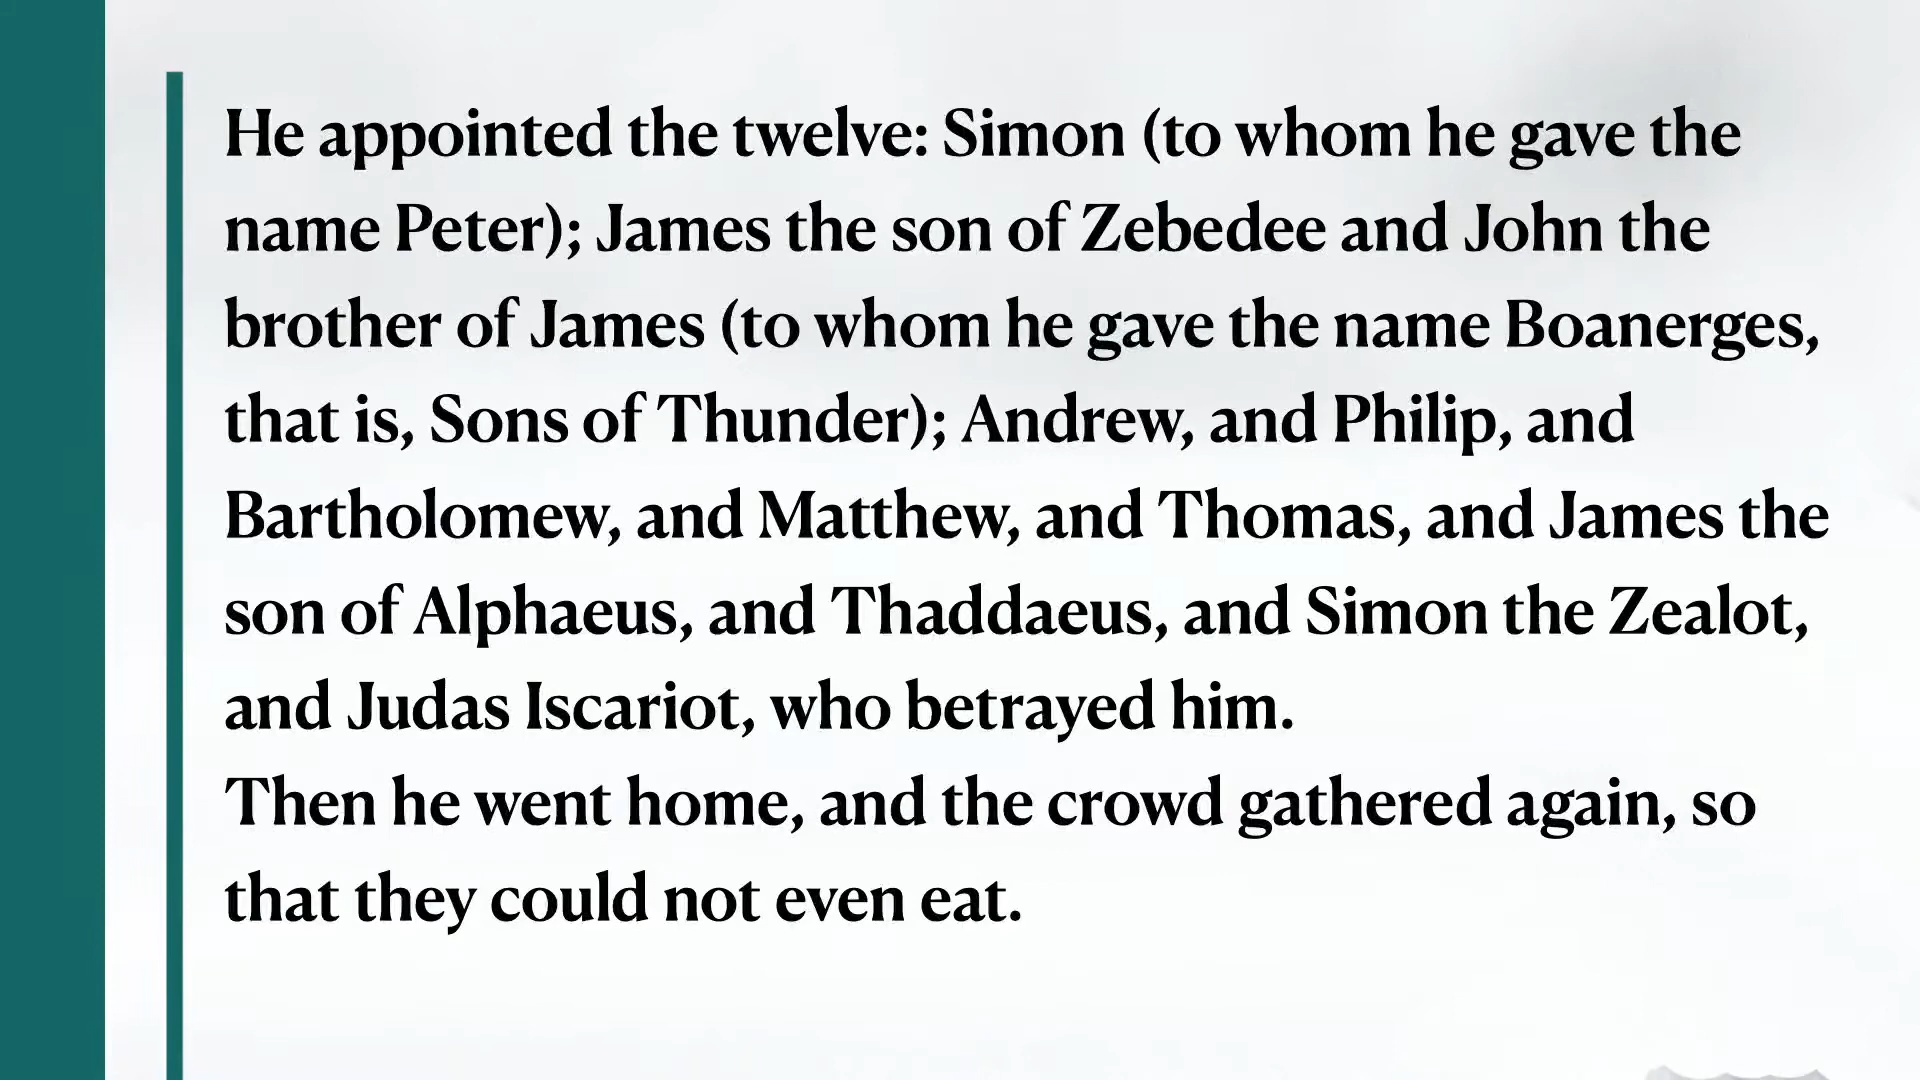 He appointed the twelve: Simon (to whom he gave the
name Peter); James the son of Zebedee and John the
brother of James (to whom he gave the name Boanerges,
that is, Sons of Thunder); Andrew, and Philip, and
Bartholomew, and Matthew, and Thomas, and James the
son of Alphaeus, and Thaddaeus, and Simon the Zealot,
and Judas Iscariot, who betrayed him.
Then he went home, and the crowd gathered again, so
that they could not even eat.